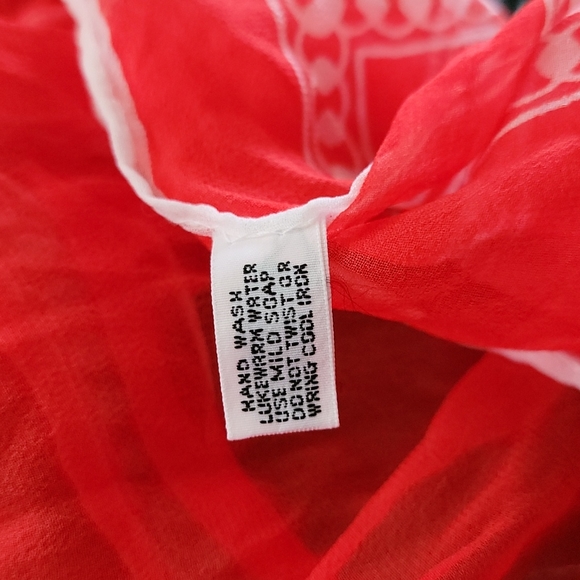 HAND WASH
LUKEWARM WATER
USE MILD SOAP
DO NOT TWIST OR
WRING COOL IRON